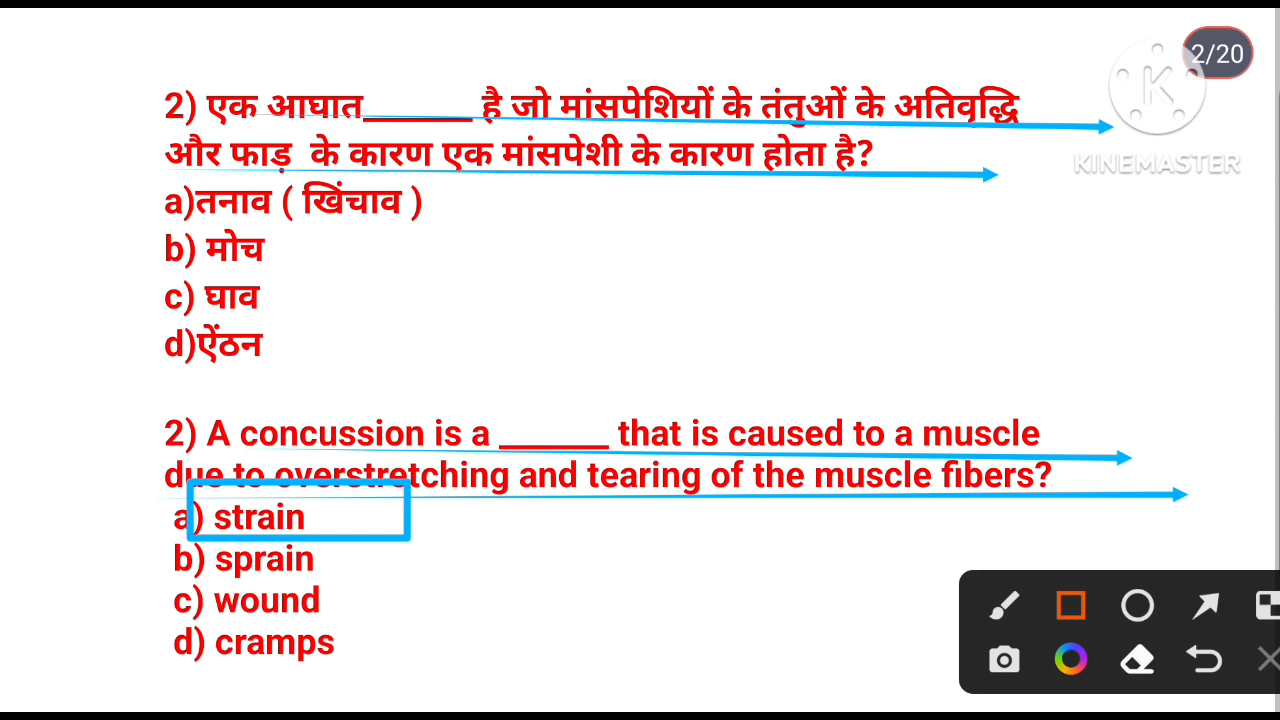 2/20
KINEMASTER
2) एक आघात______ है जो मांसपेशियों के तंतुओं के अतिवृद्धि
और फाड़ के कारण एक मांसपेशी के कारण होता है?
a)तनाव ( खिंचाव )
b) मोच
c) घाव
d)ऐंठन
2) A concussion is a ______ that is caused to a muscle
due to overstretching and tearing of the muscle fibers?
a) strain
b) sprain
c) wound
d) cramps